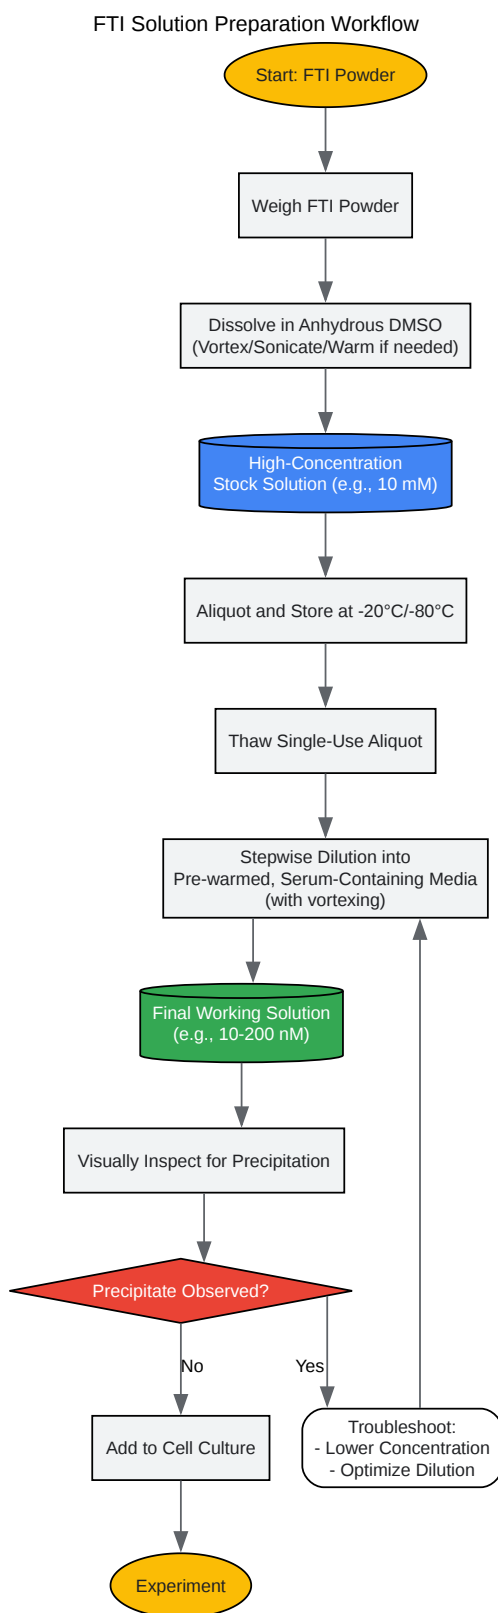 FTI Solution Preparation Workflow
Start: FTI Powder
Weigh FTI Powder
Dissolve in Anhydrous DMSO
(Vortex/Sonicate/Warm if needed)
High-Concentration
Stock Solution (e.g., 10 mM)
Aliquot and Store at -20°C/-80°C
Thaw Single-Use Aliquot
Stepwise Dilution into
Pre-warmed, Serum-Containing Media
(with vortexing)
Final Working Solution
(e.g., 10-200 nM)
Visually Inspect for Precipitation
Precipitate Observed?
No
Yes
Add to Cell Culture
Troubleshoot:
- Lower Concentration
- Optimize Dilution
Experiment